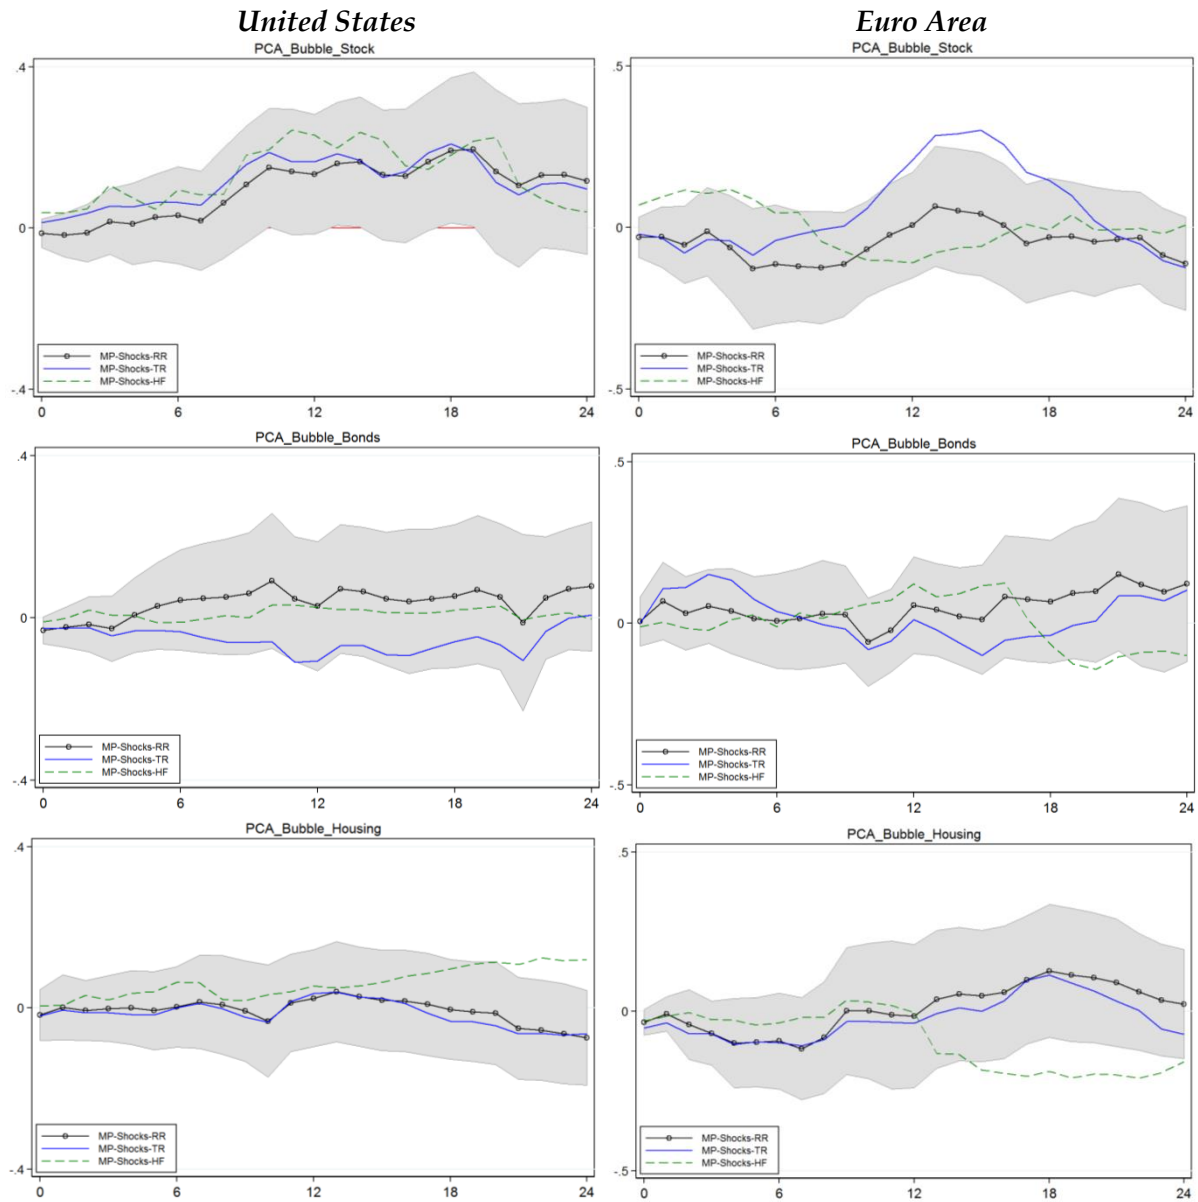 United States
Euro Area
PCA_Bubble_Stock
.4
0
-.4
MP-Shocks-RR
MP-Shocks-TR
MP-Shocks-HF
0 6 12 18 24
PCA_Bubble_Stock
.5
0
-.5
MP-Shocks-RR
MP-Shocks-TR
MP-Shocks-HF
0 6 12 18 24
PCA_Bubble_Bonds
.4
0
-.4
MP-Shocks-RR
MP-Shocks-TR
MP-Shocks-HF
0 6 12 18 24
PCA_Bubble_Bonds
.5
0
-.5
MP-Shocks-RR
MP-Shocks-TR
MP-Shocks-HF
0 6 12 18 24
PCA_Bubble_Housing
.4
0
-.4
MP-Shocks-RR
MP-Shocks-TR
MP-Shocks-HF
0 6 12 18 24
PCA_Bubble_Housing
.5
0
-.5
MP-Shocks-RR
MP-Shocks-TR
MP-Shocks-HF
0 6 12 18 24